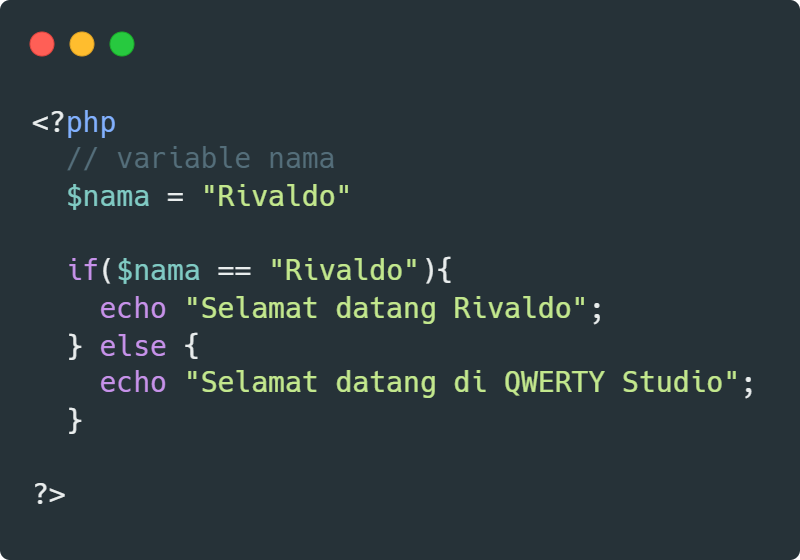 <?php
// variable nama
$nama = "Rivaldo"
if($nama == "Rivaldo"){
echo "Selamat datang Rivaldo";
} else {
echo "Selamat datang di QWERTY Studio";
}
?>